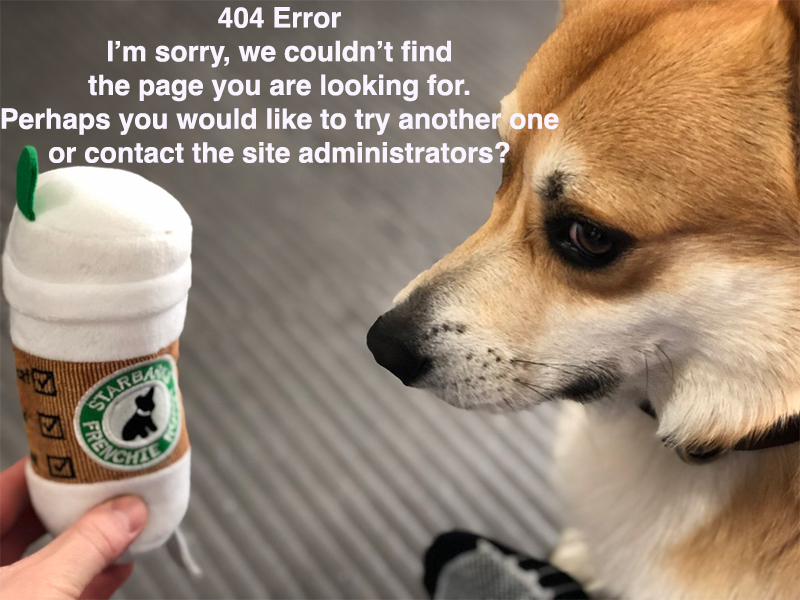 404 Error
I'm sorry, we couldn't find
the page you are looking for.
Perhaps you would like to try another one
or contact the site administrators?
FRENCHIE